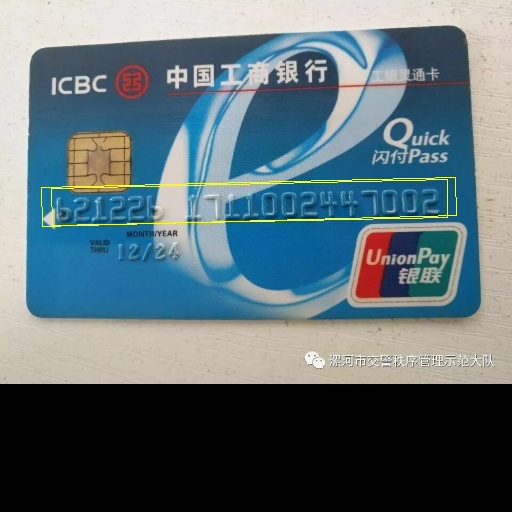 ICBC 中国工商银行
工银灵通卡
Quick
闪付Pass
621226 1711002447002
MONTH/YEAR
VALID
THRU 12/24
UnionPay
银联
漯河市交警秩序管理示范大队